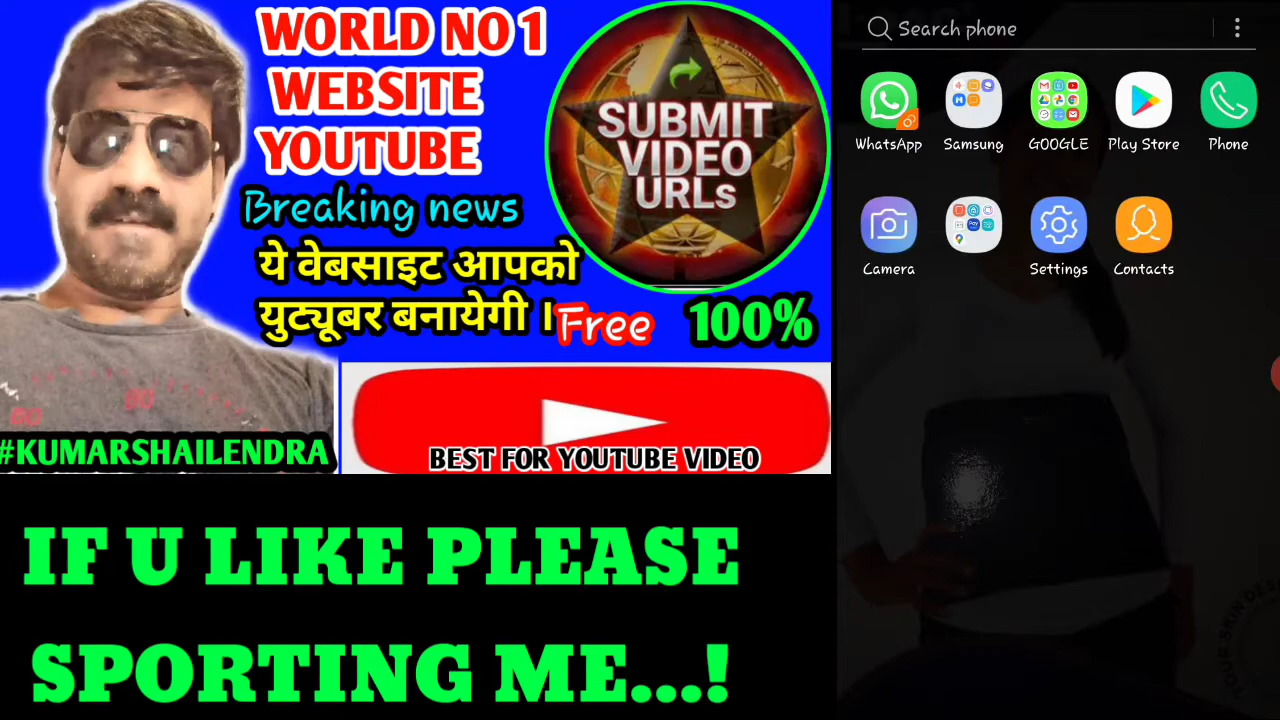 WORLD NO 1
WEBSITE
YOUTUBE
Breaking news
ये वेबसाइट आपको
युट्यूबर बनायेगी ।
Free 100%
SUBMIT
VIDEO
URLs
#KUMARSHAILENDRA
BEST FOR YOUTUBE VIDEO
IF U LIKE PLEASE
SPORTING ME...!
Search phone
WhatsApp Samsung GOOGLE Play Store Phone
Camera Settings Contacts